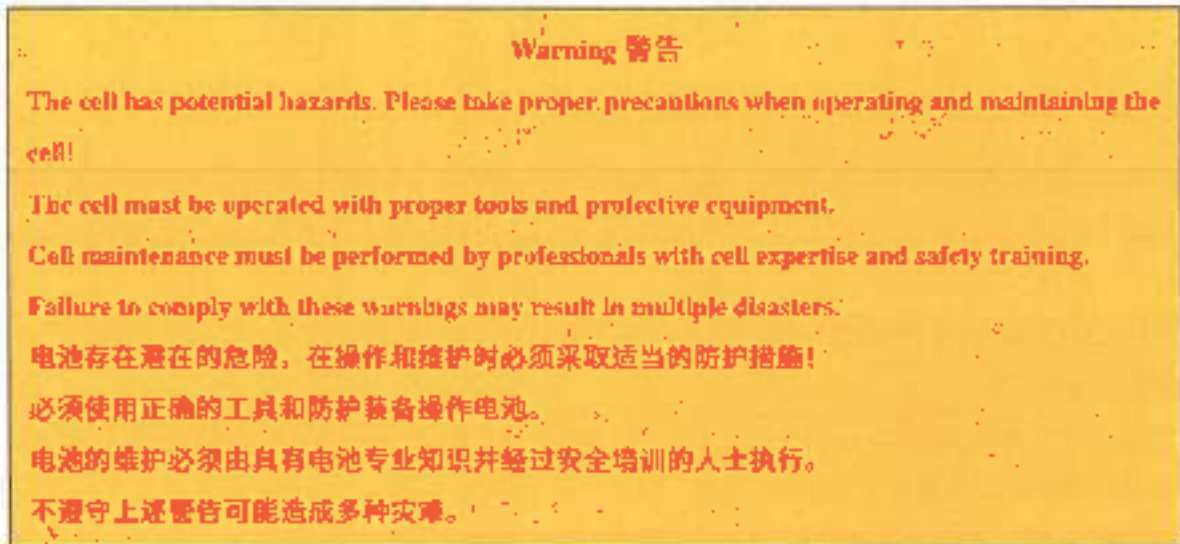 Warning 警告
The cell has potential hazards. Please take proper precautions when operating and maintaining the
cell!
The cell must be operated with proper tools and protective equipment.
Cell maintenance must be performed by professionals with cell expertise and safety training.
Failure to comply with these warnings may result in multiple disasters.
电池存在潜在的危险，在操作和维护时必须采取适当的防护措施！
必须使用正确的工具和防护装备操作电池。
电池的维护必须由具有电池专业知识并经过安全培训的人士执行。
不遵守上述警告可能造成多种灾难。